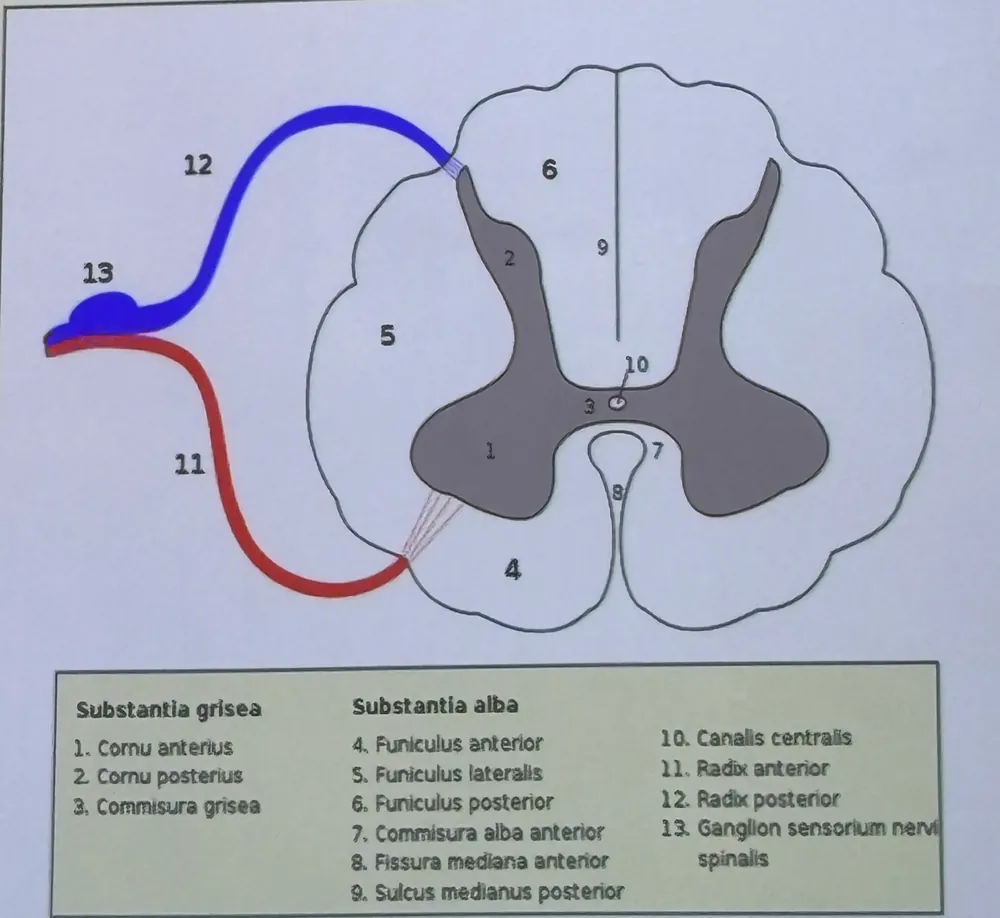 12
6
9
2
13
5
10
3
1
7
11
8
4
Substantia grisea
1. Cornu anterius
2. Cornu posterius
3. Commisura grisea
Substantia alba
4. Funiculus anterior
5. Funiculus lateralis
6. Funiculus posterior
7. Commisura alba anterior
8. Fissura mediana anterior
9. Sulcus medianus posterior
10. Canalis centralis
11. Radix anterior
12. Radix posterior
13. Ganglion sensorium nervi
spinalis